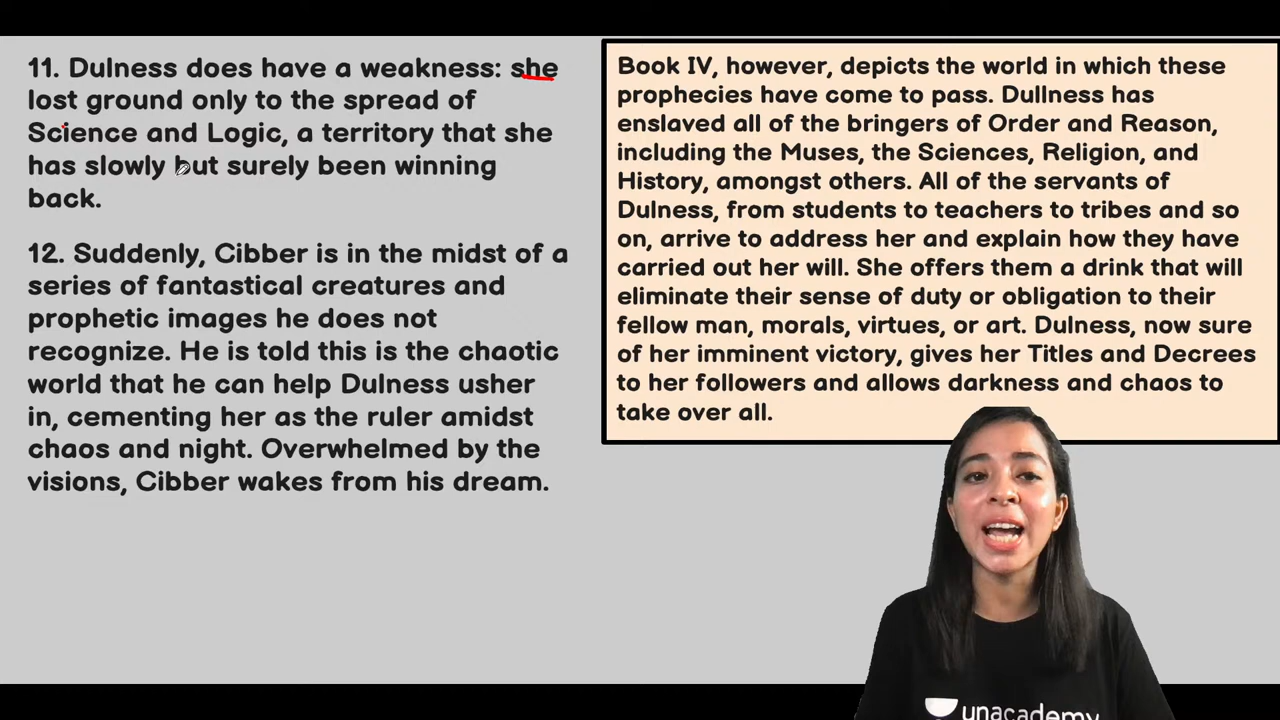 11. Dulness does have a weakness: she
lost ground only to the spread of
Science and Logic, a territory that she
has slowly but surely been winning
back.
12. Suddenly, Cibber is in the midst of a
series of fantastical creatures and
prophetic images he does not
recognize. He is told this is the chaotic
world that he can help Dulness usher
in, cementing her as the ruler amidst
chaos and night. Overwhelmed by the
visions, Cibber wakes from his dream.
Book IV, however, depicts the world in which these
prophecies have come to pass. Dullness has
enslaved all of the bringers of Order and Reason,
including the Muses, the Sciences, Religion, and
History, amongst others. All of the servants of
Dulness, from students to teachers to tribes and so
on, arrive to address her and explain how they have
carried out her will. She offers them a drink that will
eliminate their sense of duty or obligation to their
fellow man, morals, virtues, or art. Dulness, now sure
of her imminent victory, gives her Titles and Decrees
to her followers and allows darkness and chaos to
take over all.
unacademy